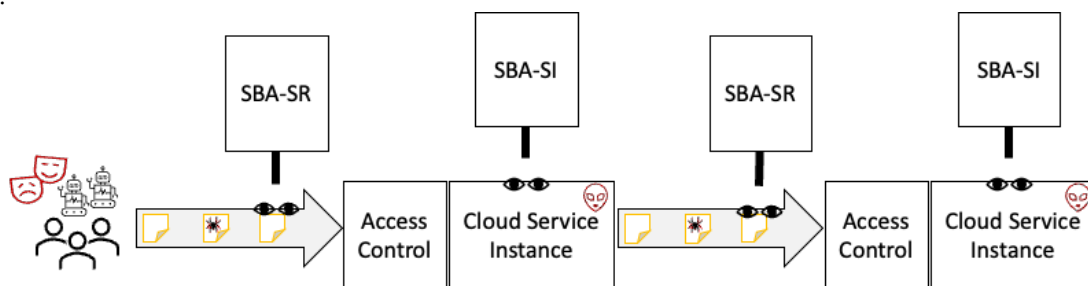 .
SBA-SR
SBA-SI
SBA-SR
SBA-SI
Access
Control
Cloud Service
Instance
Access
Control
Cloud Service
Instance